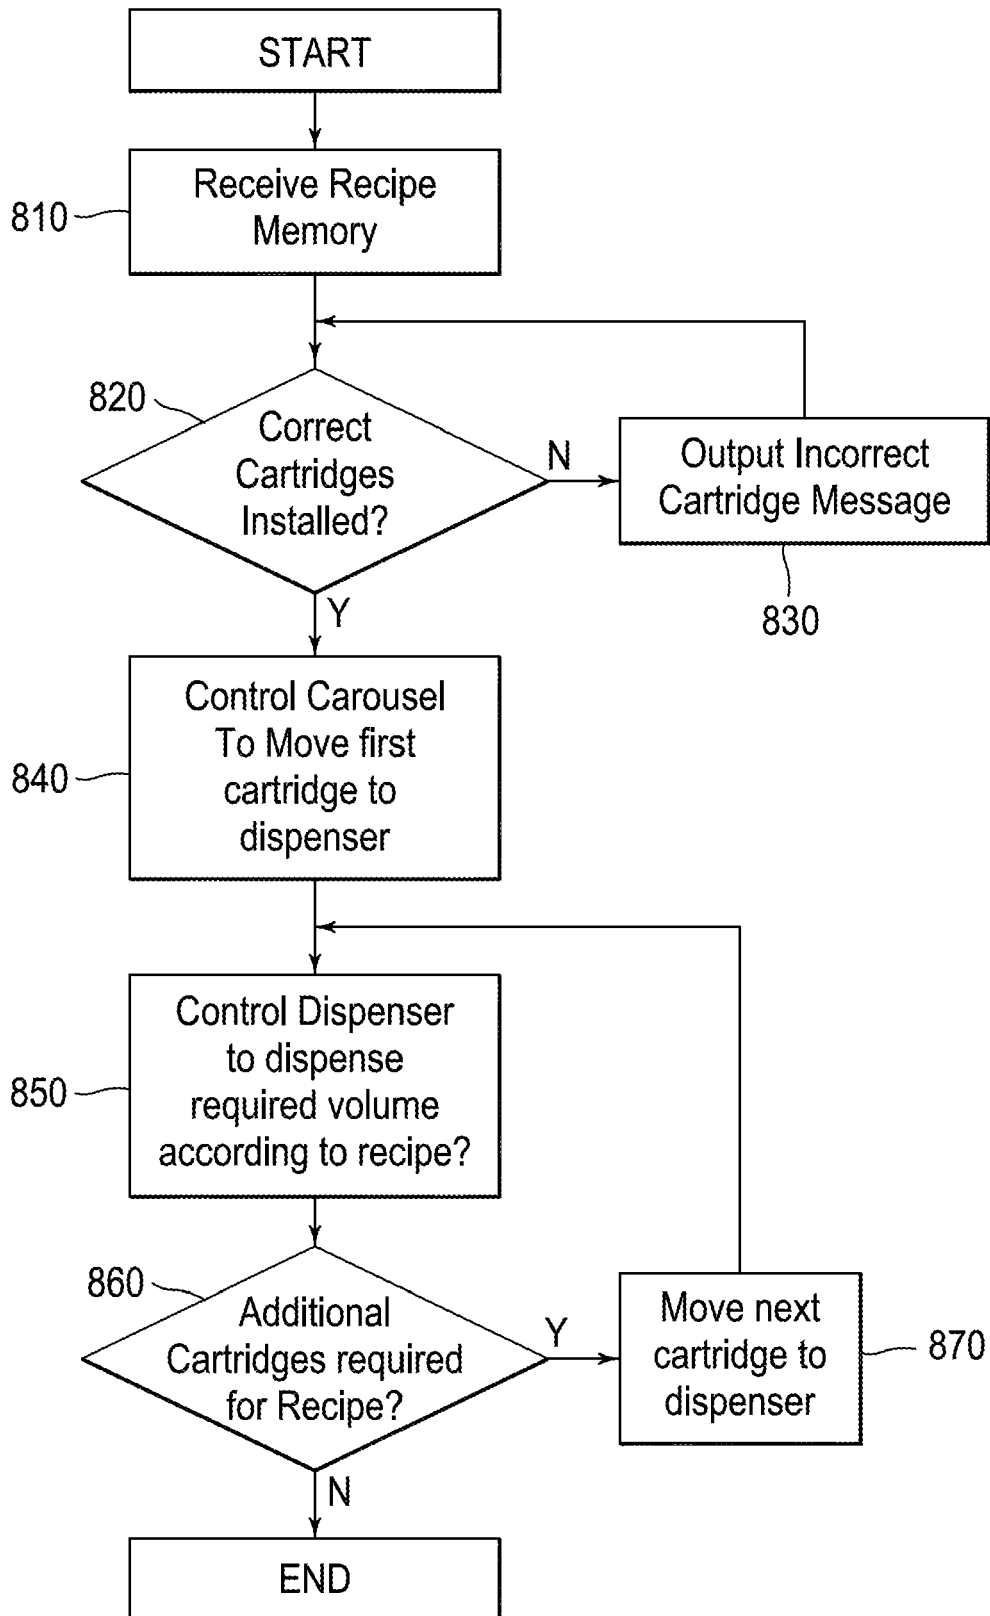 START
810
Receive Recipe
Memory
820
Correct
Cartridges
Installed?
N
Output Incorrect
Cartridge Message
830
Y
840
Control Carousel
To Move first
cartridge to
dispenser
850
Control Dispenser
to dispense
required volume
according to recipe?
860
Additional
Cartridges required
for Recipe?
Y
Move next
cartridge to
dispenser
870
N
END